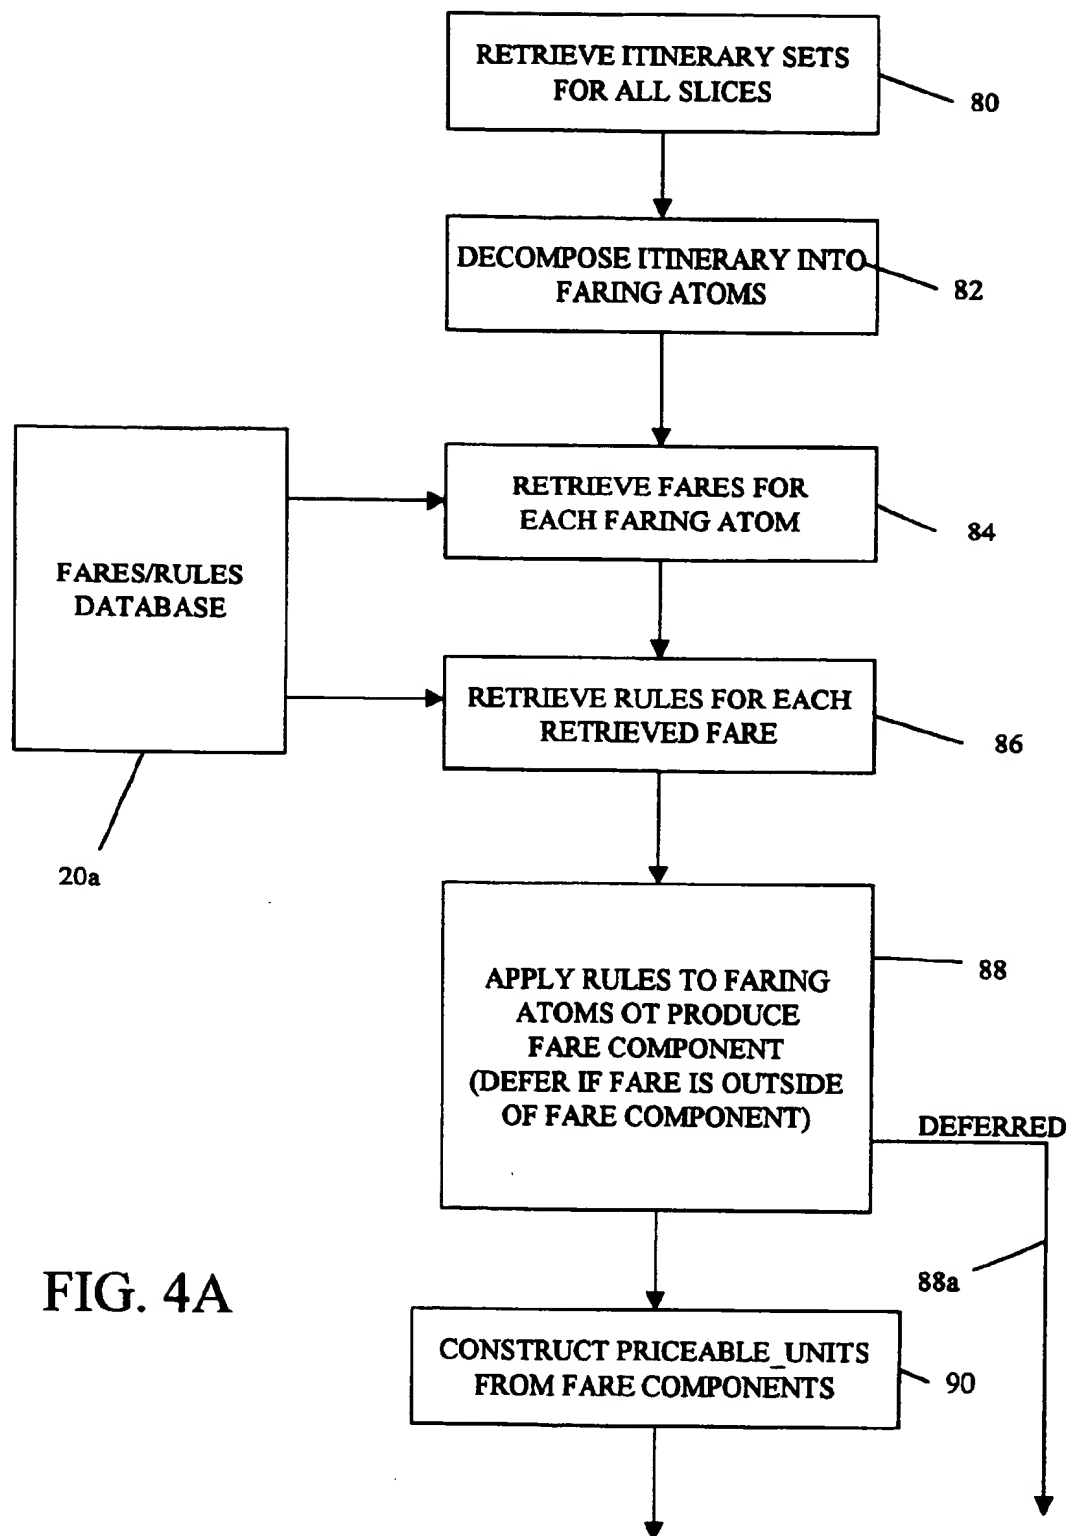 RETRIEVE ITINERARY SETS
FOR ALL SLICES
80
DECOMPOSE ITINERARY INTO
FARING ATOMS
82
RETRIEVE FARES FOR
EACH FARING ATOM
84
FARES/RULES
DATABASE
20a
RETRIEVE RULES FOR EACH
RETRIEVED FARE
86
APPLY RULES TO FARING
ATOMS OT PRODUCE
FARE COMPONENT
(DEFER IF FARE IS OUTSIDE
OF FARE COMPONENT)
88
DEFERRED
88a
FIG. 4A
CONSTRUCT PRICEABLE_UNITS
FROM FARE COMPONENTS
90